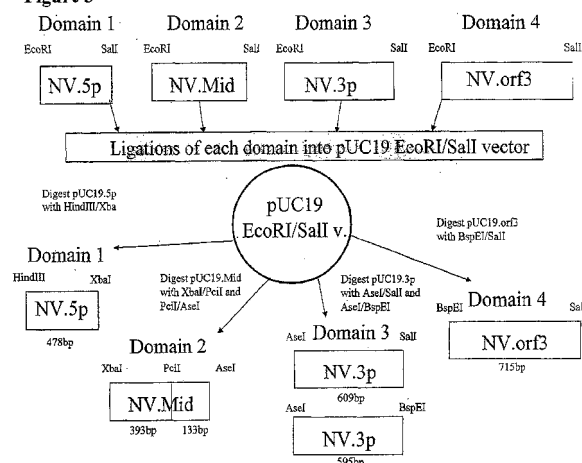 Figure 3
Domain 1 Domain 2 Domain 3 Domain 4
EcoRI SalI EcoRI SalI EcoRI SalI EcoRI SalI
NV.5p NV.Mid NV.3p NV.orf3
Ligations of each domain into pUC19 EcoRI/SalI vector
pUC19
EcoRI/SalI v.
Digest pUC19.5p
with HindIII/Xba
Digest pUC19.orf3
with BspEI/SalI
Digest pUC19.Mid
with XbaI/PciI and
PciI/AseI
Digest pUC19.3p
with AseI/SalI and
AseI/BspEI
Domain 1
HindIII XbaI
NV.5p
478bp
Domain 2
XbaI PciI AseI
NV.Mid
393bp 133bp
Domain 3
AseI SalI
NV.3p
609bp
AseI BspEI
NV.3p
595bp
Domain 4
BspEI Sal
NV.orf3
715bp